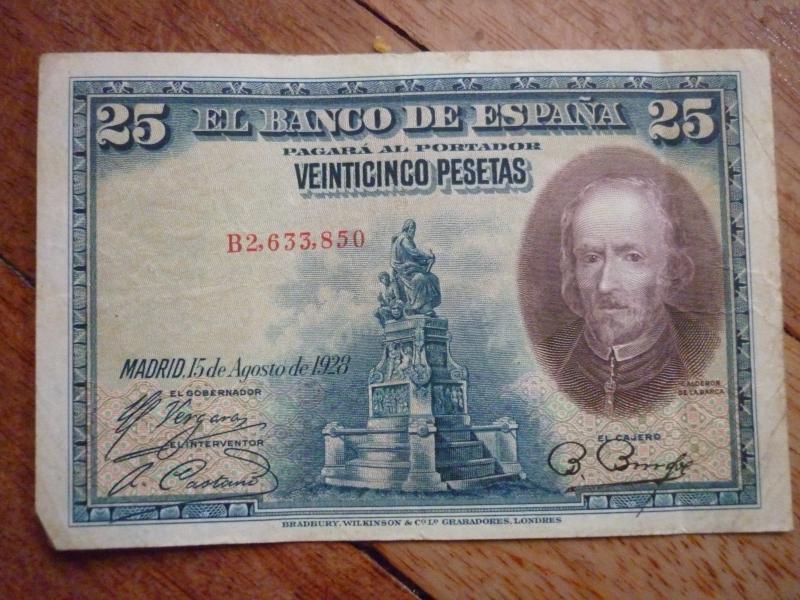 25 EL BANCO DE ESPAÑA 25
PAGARÁ AL PORTADOR
VEINTICINCO PESETAS
B2,633,850
MADRID, 15 de Agosto de 1928
CALDERON
DE LA BARCA
EL GOBERNADOR
Vergara
EL INTERVENTOR
EL CAJERO
BRADBURY, WILKINSON & Cº Lº GRABADORES, LONDRES